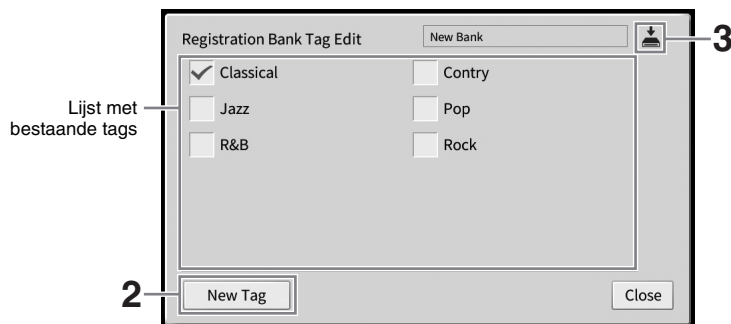 Registration Bank Tag Edit New Bank 3
Classical Contry
Lijst met Jazz Pop
bestaande tags
R&B Rock
2 New Tag Close